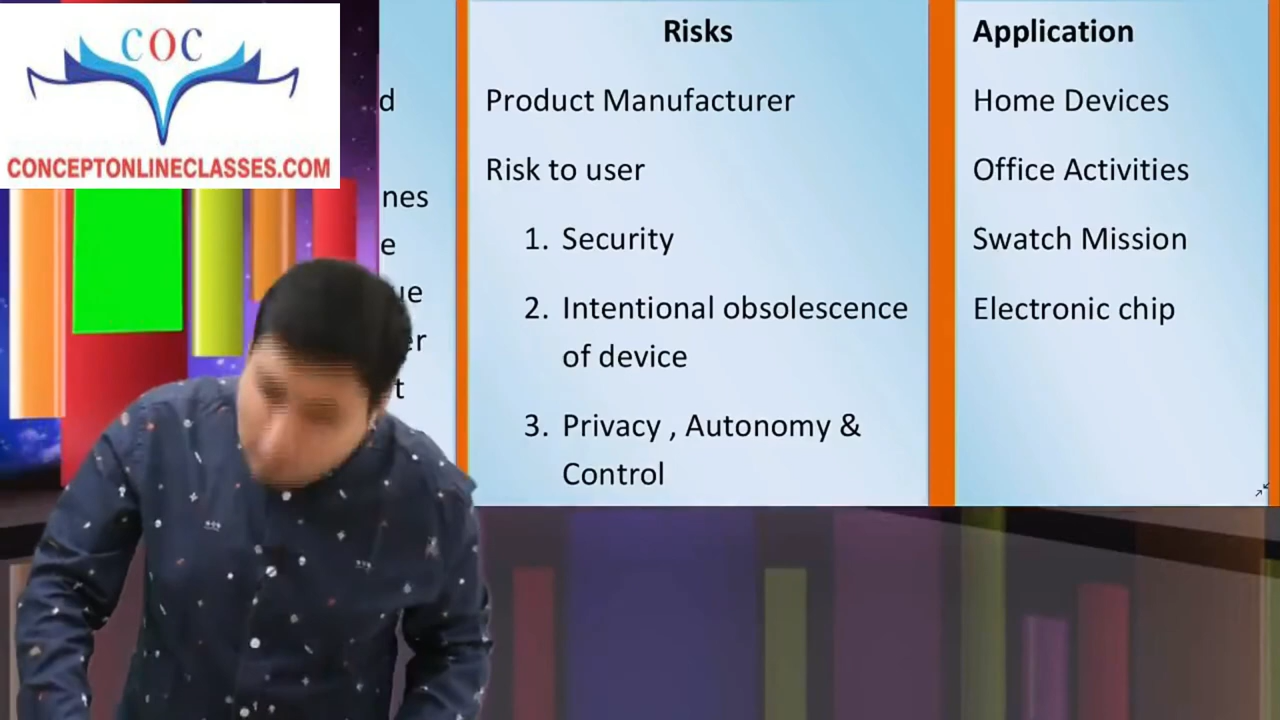 COC
CONCEPTONLINECLASSES.COM
Risks
Product Manufacturer
Risk to user
1. Security
2. Intentional obsolescence
of device
3. Privacy , Autonomy &
Control
Application
Home Devices
Office Activities
Swatch Mission
Electronic chip